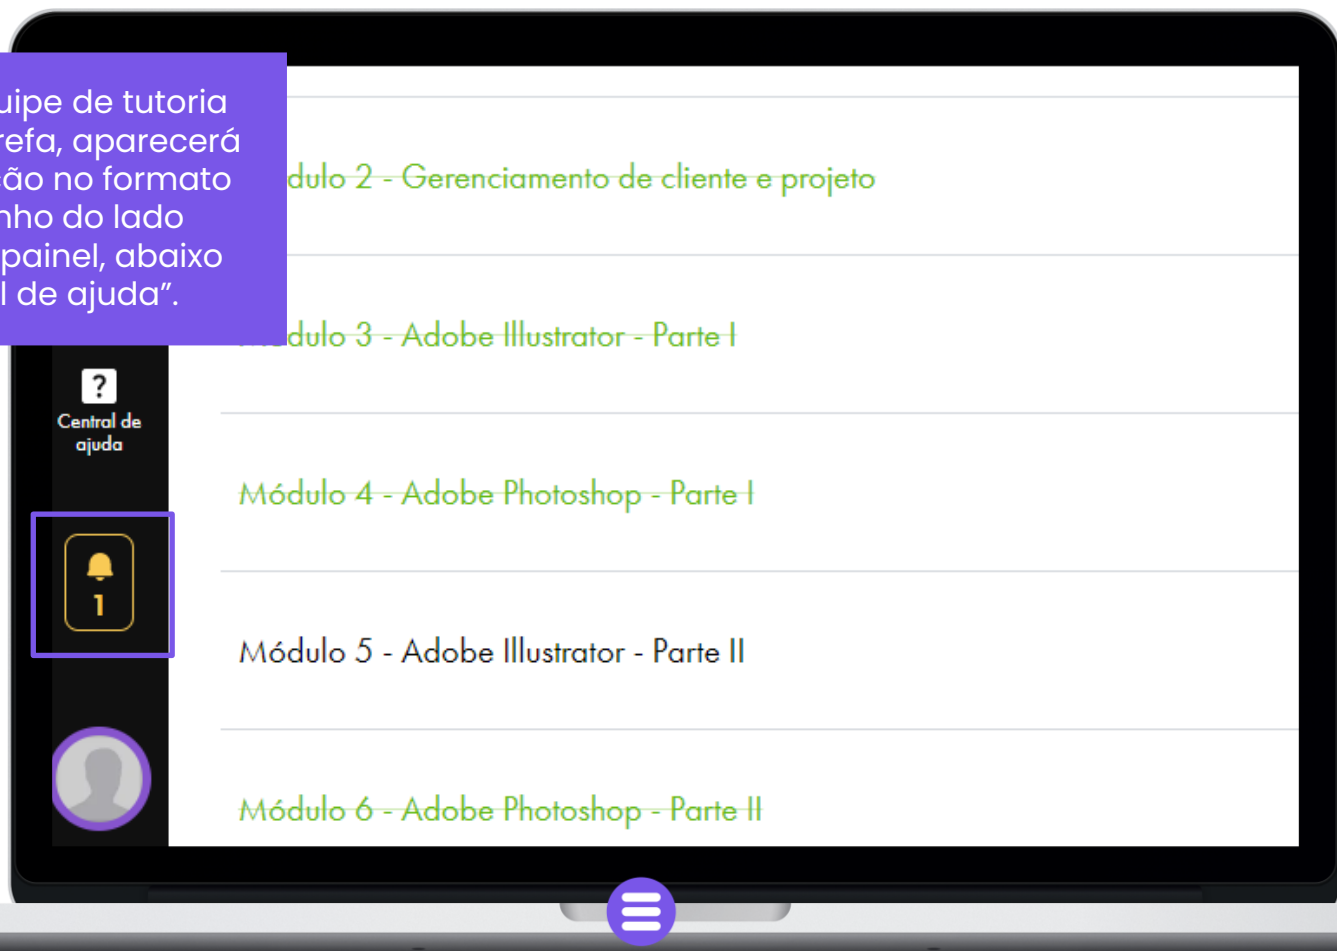 uipe de tutoria
refa, aparecerá
ção no formato
nho do lado
painel, abaixo
l de ajuda”.
dulo 2 - Gerenciamento de cliente e projeto
Módulo 3 - Adobe Illustrator - Parte I
?
Central de
ajuda
Módulo 4 - Adobe Photoshop - Parte I
1
Módulo 5 - Adobe Illustrator - Parte II
Módulo 6 - Adobe Photoshop - Parte II